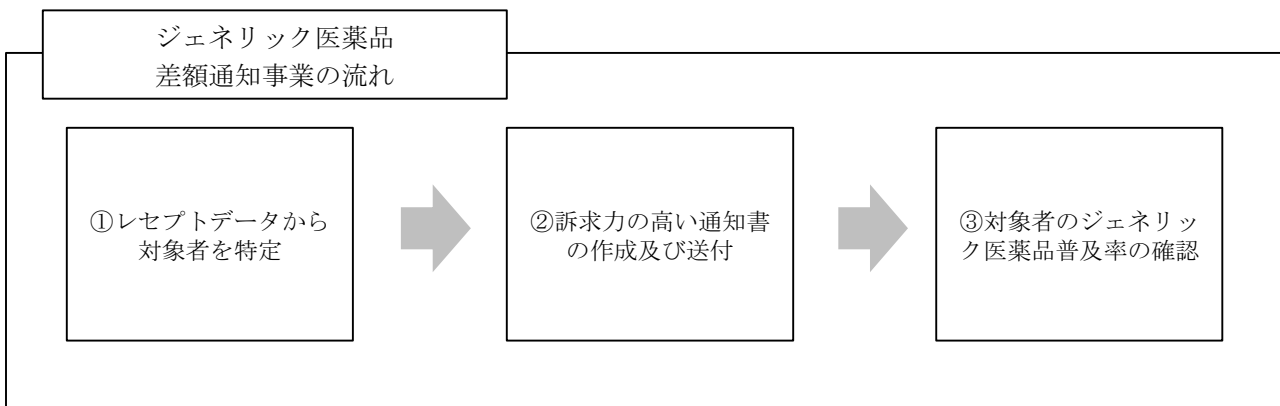 ジェネリック医薬品
差額通知事業の流れ
①レセプトデータから
対象者を特定
②訴求力の高い通知書
の作成及び送付
③対象者のジェネリッ
ク医薬品普及率の確認